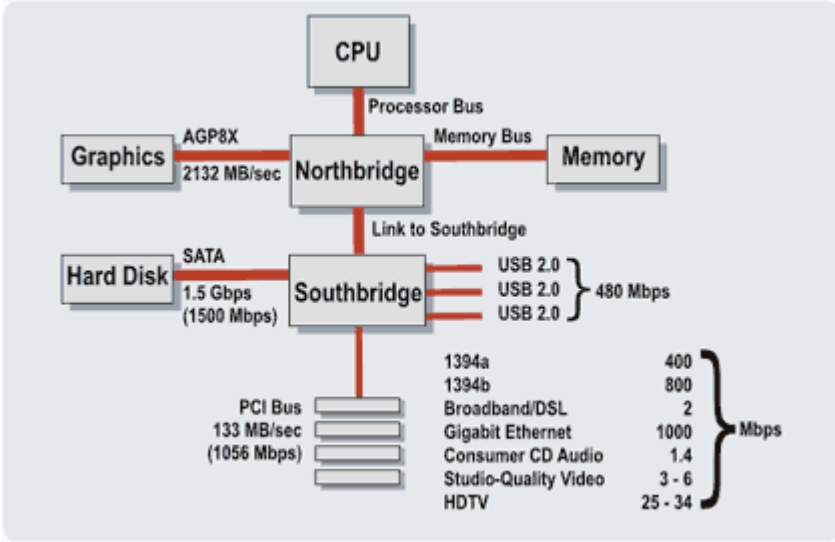 CPU
Processor Bus
Graphics
AGP8X
2132 MB/sec
Northbridge
Memory Bus
Memory
Link to Southbridge
Hard Disk
SATA
1.5 Gbps
(1500 Mbps)
Southbridge
USB 2.0
USB 2.0
USB 2.0
480 Mbps
PCI Bus
133 MB/sec
(1056 Mbps)
1394a 400
1394b 800
Broadband/DSL 2
Gigabit Ethernet 1000
Consumer CD Audio 1.4
Studio-Quality Video 3 - 6
HDTV 25 - 34
Mbps